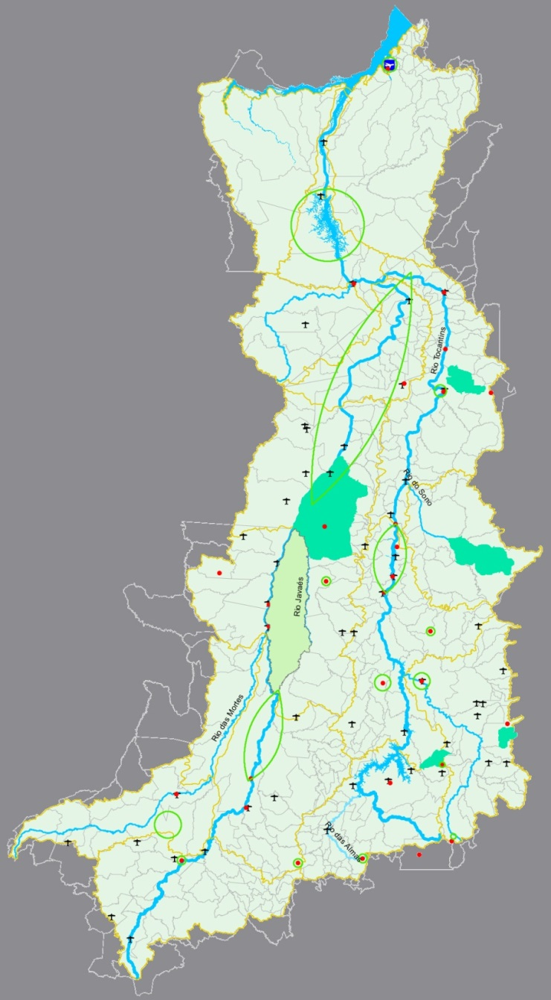 Rio Tocantins
Rio do Sono
Rio Javaés
Rio das Mortes
Rio das Almas